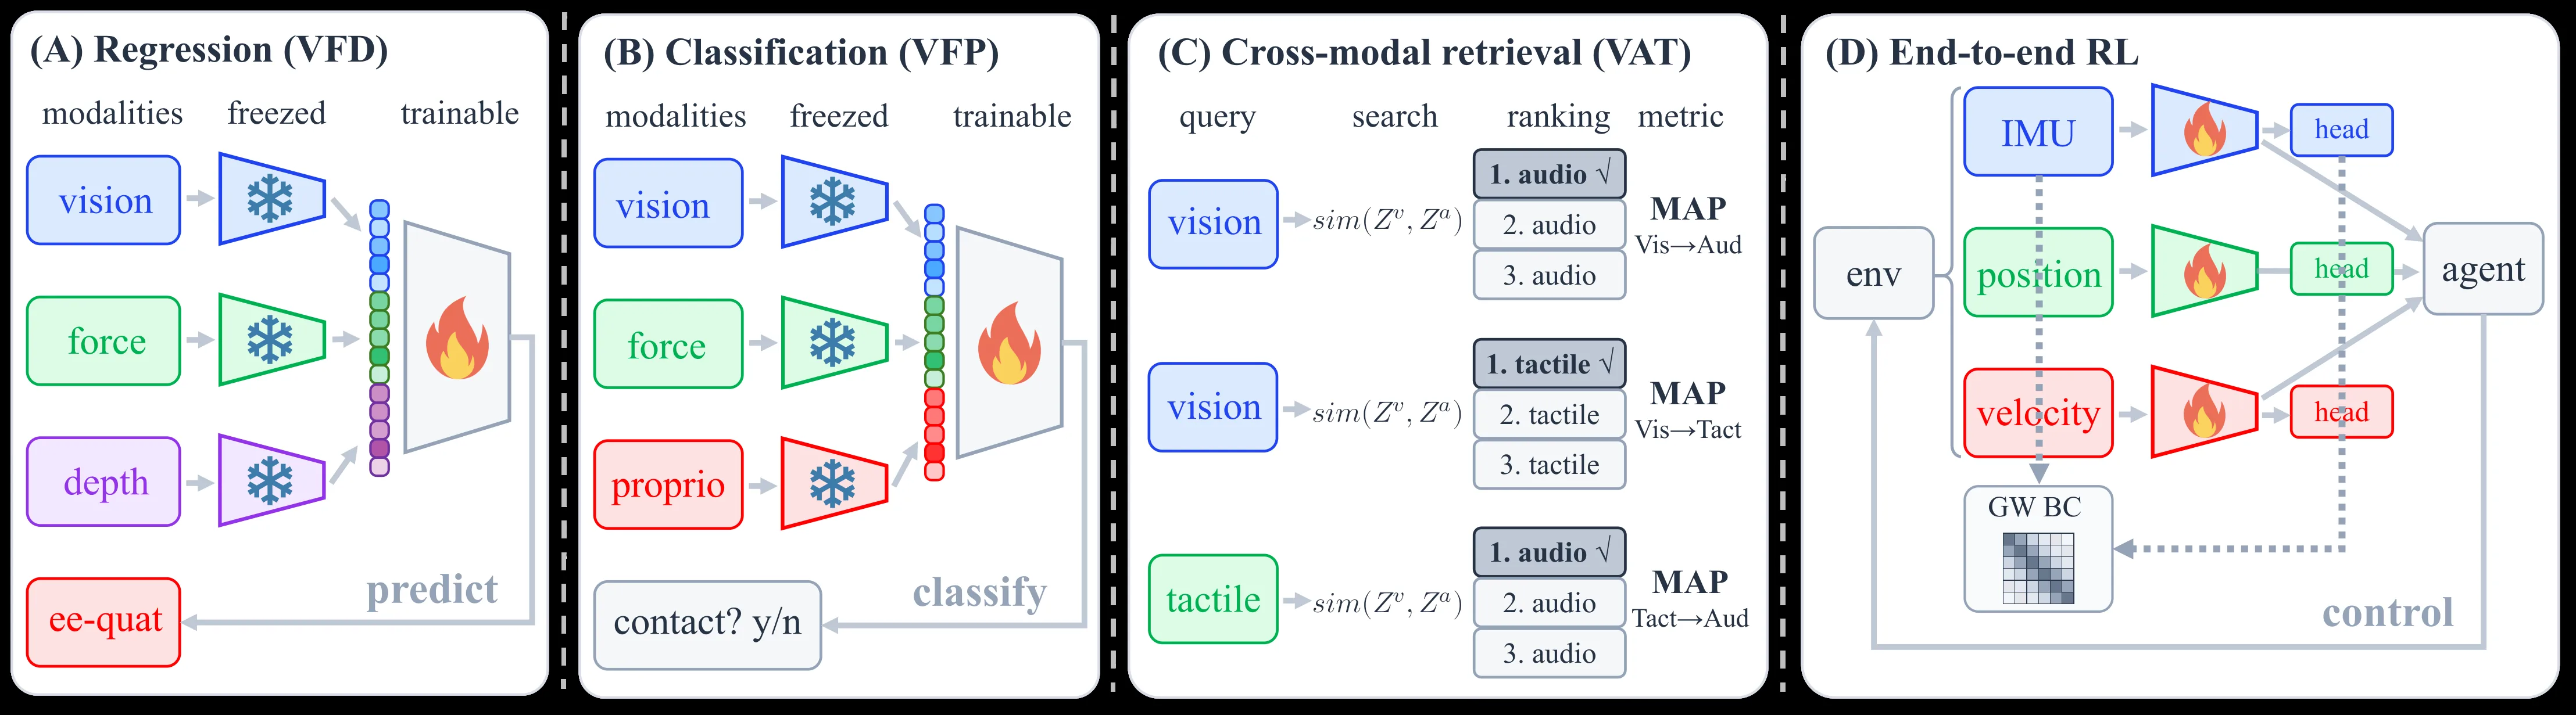 (A) Regression (VFD)
modalities freezed trainable
vision
force
depth
ee-quat
predict
(B) Classification (VFP)
modalities freezed trainable
vision
force
proprio
contact? y/n
classify
(C) Cross-modal retrieval (VAT)
query search ranking metric
vision
sim(Z^v, Z^a)
1. audio √
2. audio
3. audio
MAP
Vis→Aud
vision
sim(Z^v, Z^a)
1. tactile √
2. tactile
3. tactile
MAP
Vis→Tact
tactile
sim(Z^v, Z^a)
1. audio √
2. audio
3. audio
MAP
Tact→Aud
(D) End-to-end RL
env
IMU
head
position
head
velocity
head
agent
GW BC
control